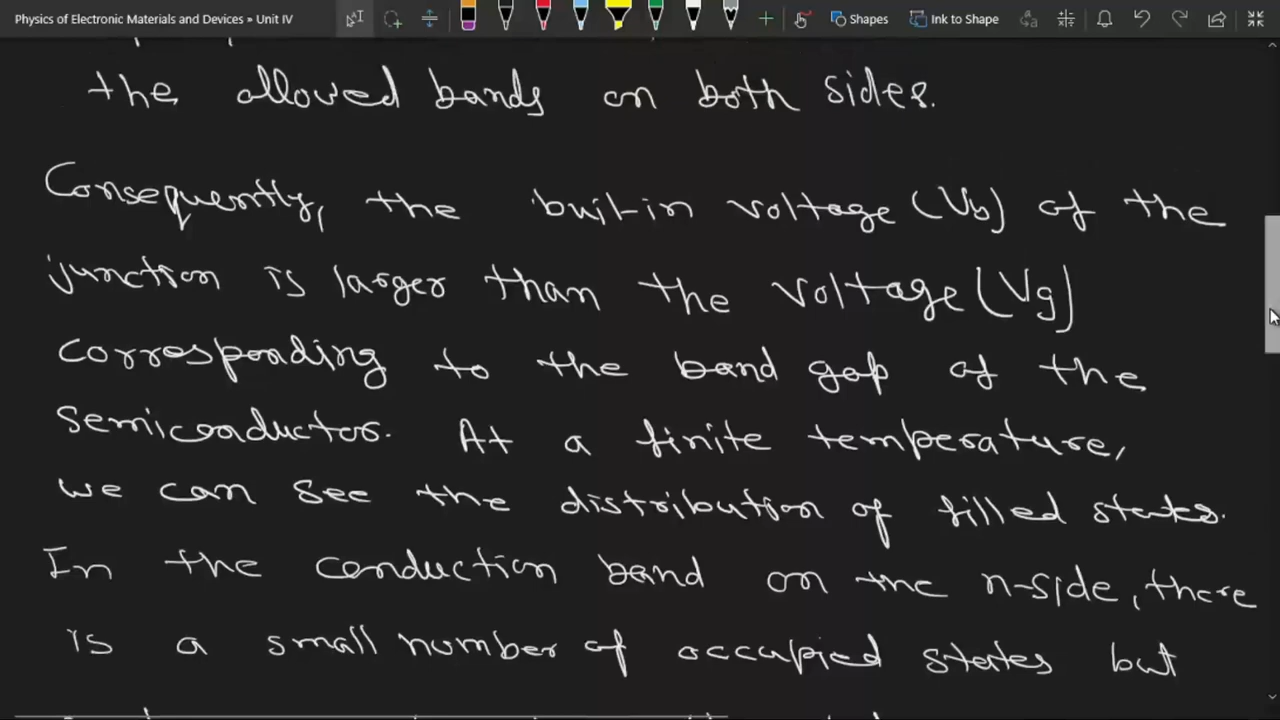 Physics of Electronic Materials and Devices » Unit IV
Shapes
Ink to Shape
the allowed bands on both sides.
Consequently, the built-in voltage (Vb) of the
junction is larger than the voltage (Vg)
corresponding to the band gap of the
semiconductor. At a finite temperature,
we can see the distribution of filled states.
In the conduction band on the n-side, there
is a small number of occupied states but